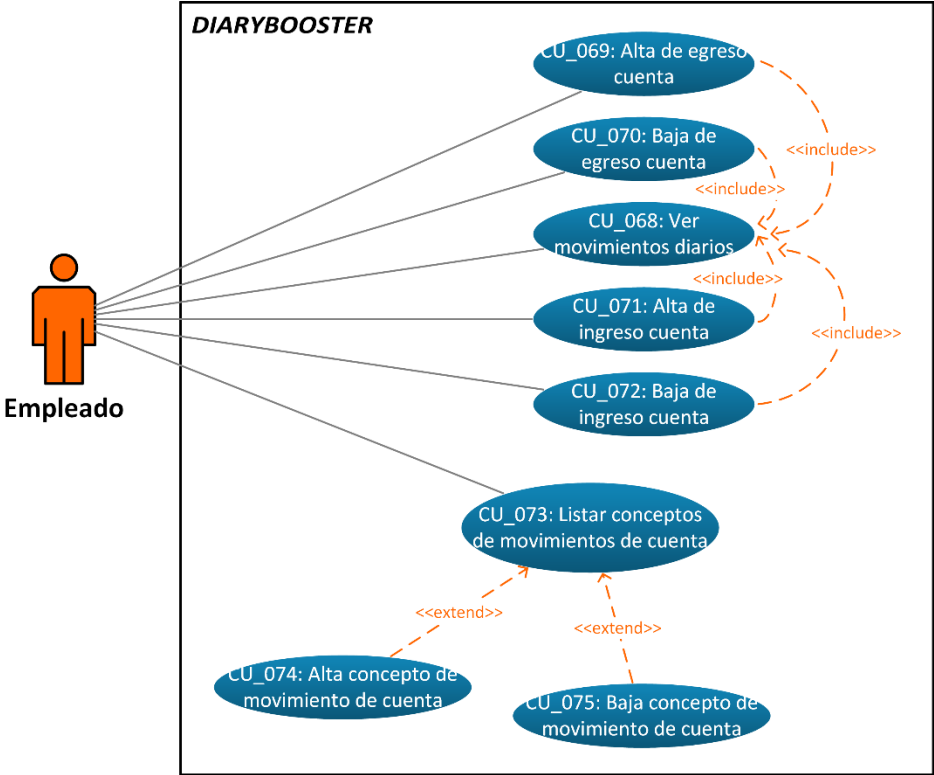 DIARYBOOSTER
CU_069: Alta de egreso
cuenta
<<include>>
CU_070: Baja de
egreso cuenta
<<include>>
CU_068: Ver
movimientos diarios
<<include>>
CU_071: Alta de
ingreso cuenta
<<include>>
CU_072: Baja de
ingreso cuenta
Empleado
CU_073: Listar conceptos
de movimientos de cuenta
<<extend>>
<<extend>>
CU_074: Alta concepto de
movimiento de cuenta
CU_075: Baja concepto de
movimiento de cuenta